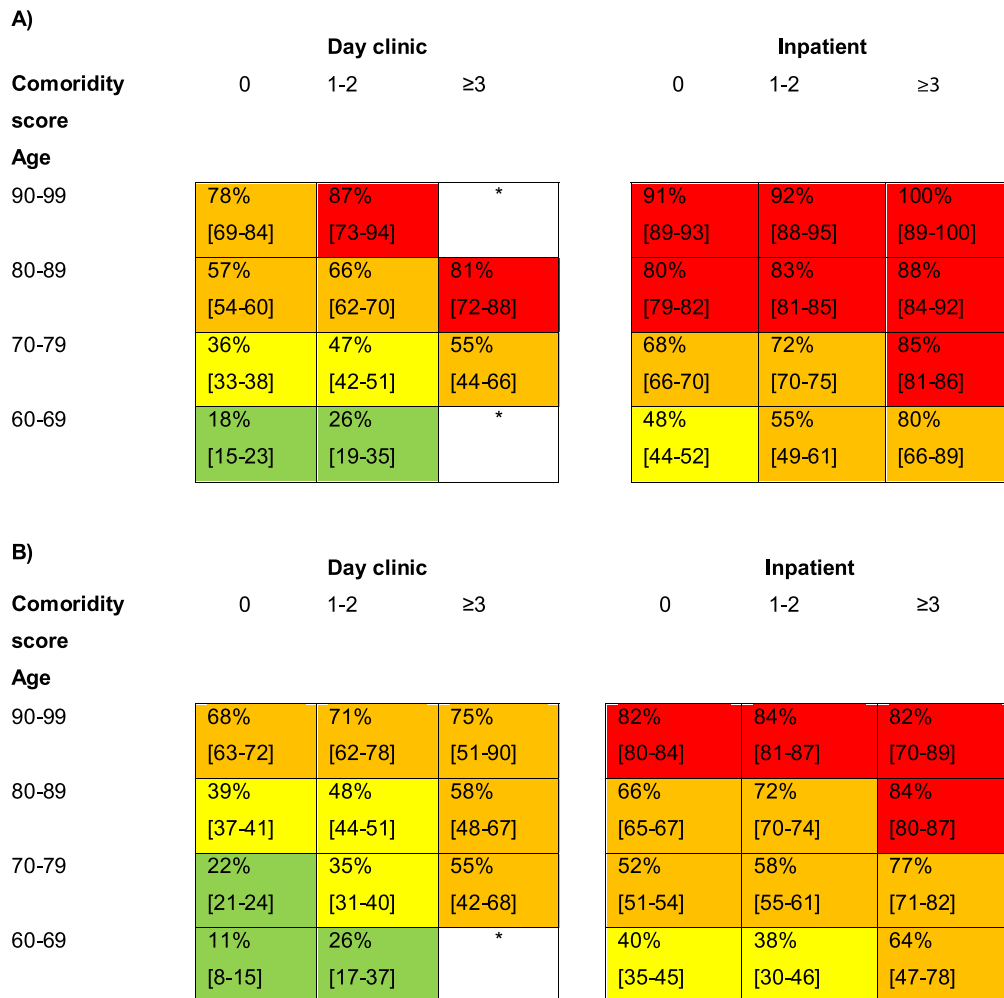 A)
Day clinic Inpatient
Comoridity 0 1-2 ≥3 0 1-2 ≥3
score
Age
90-99 78% 87% * 91% 92% 100%
[69-84] [73-94] [89-93] [88-95] [89-100]
80-89 57% 66% 81% 80% 83% 88%
[54-60] [62-70] [72-88] [79-82] [81-85] [84-92]
70-79 36% 47% 55% 68% 72% 85%
[33-38] [42-51] [44-66] [66-70] [70-75] [81-86]
60-69 18% 26% * 48% 55% 80%
[15-23] [19-35] [44-52] [49-61] [66-89]
B)
Day clinic Inpatient
Comoridity 0 1-2 ≥3 0 1-2 ≥3
score
Age
90-99 68% 71% 75% 82% 84% 82%
[63-72] [62-78] [51-90] [80-84] [81-87] [70-89]
80-89 39% 48% 58% 66% 72% 84%
[37-41] [44-51] [48-67] [65-67] [70-74] [80-87]
70-79 22% 35% 55% 52% 58% 77%
[21-24] [31-40] [42-68] [51-54] [55-61] [71-82]
60-69 11% 26% * 40% 38% 64%
[8-15] [17-37] [35-45] [30-46] [47-78]